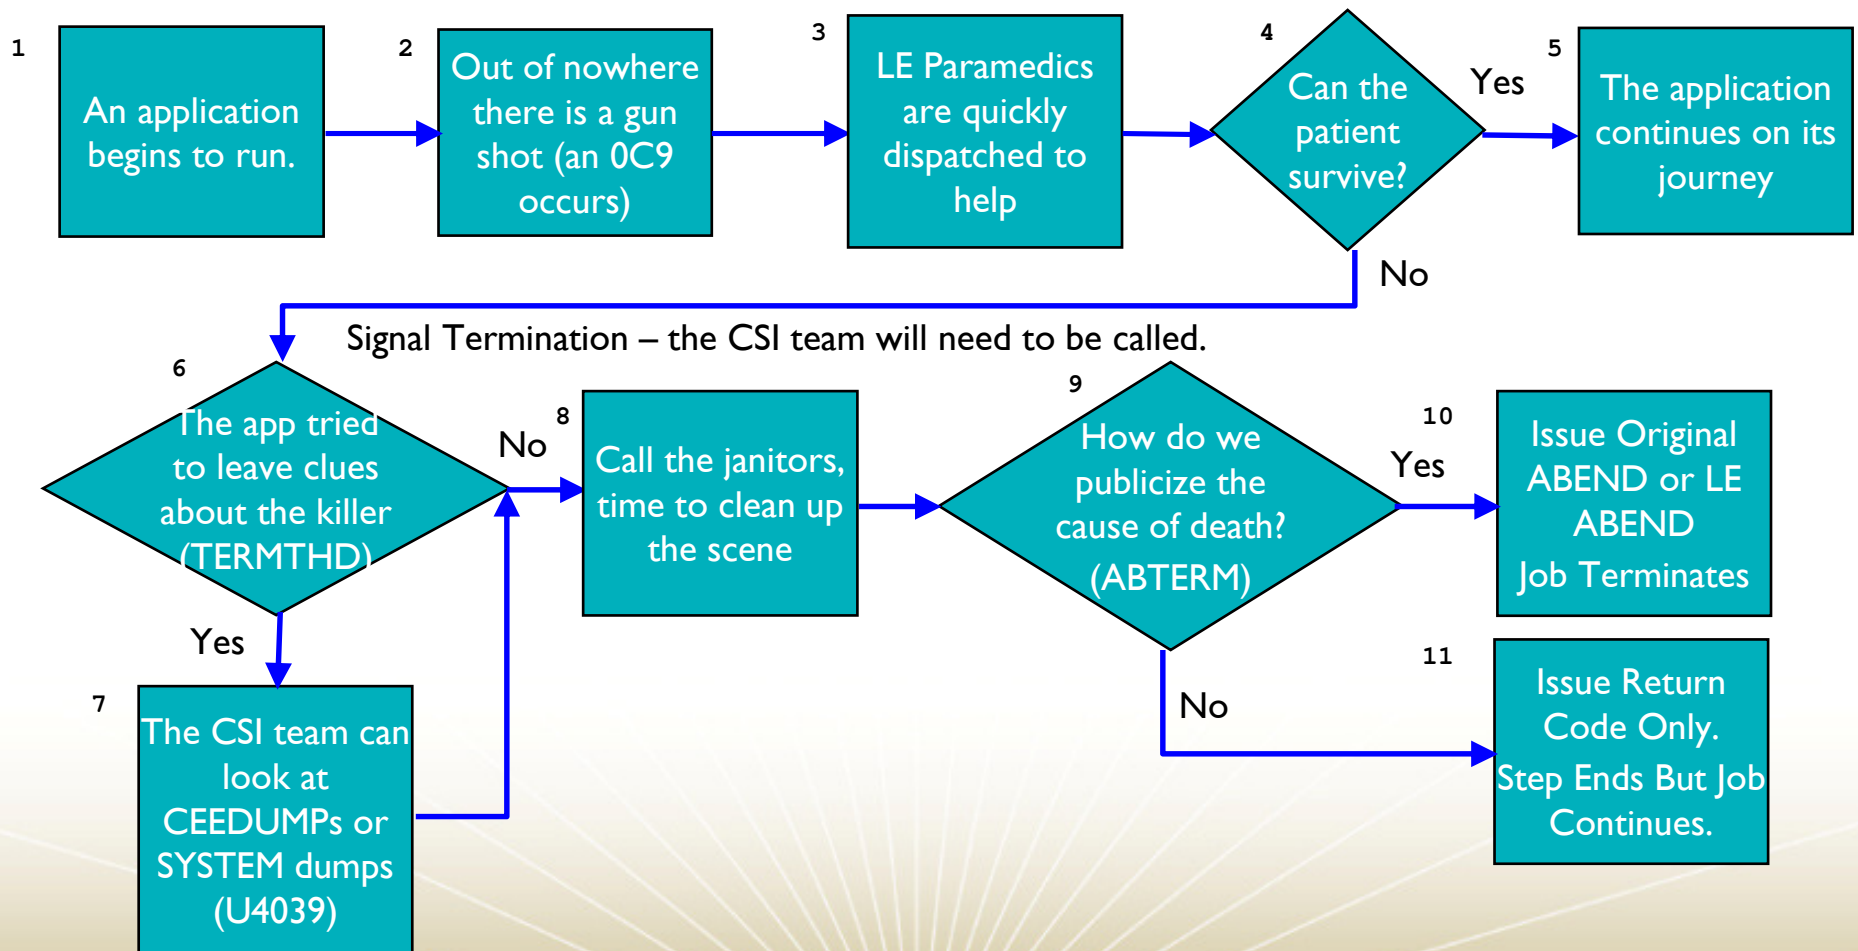 1
An application
begins to run.
2
Out of nowhere
there is a gun
shot (an 0C9
occurs)
3
LE Paramedics
are quickly
dispatched to
help
4
Can the
patient
survive?
Yes
5
The application
continues on its
journey
No
Signal Termination – the CSI team will need to be called.
6
The app tried
to leave clues
about the killer
(TERMTHD)
No
Yes
7
The CSI team can
look at
CEEDUMPs or
SYSTEM dumps
(U4039)
8
Call the janitors,
time to clean up
the scene
9
How do we
publicize the
cause of death?
(ABTERM)
Yes
10
Issue Original
ABEND or LE
ABEND
Job Terminates
No
11
Issue Return
Code Only.
Step Ends But Job
Continues.